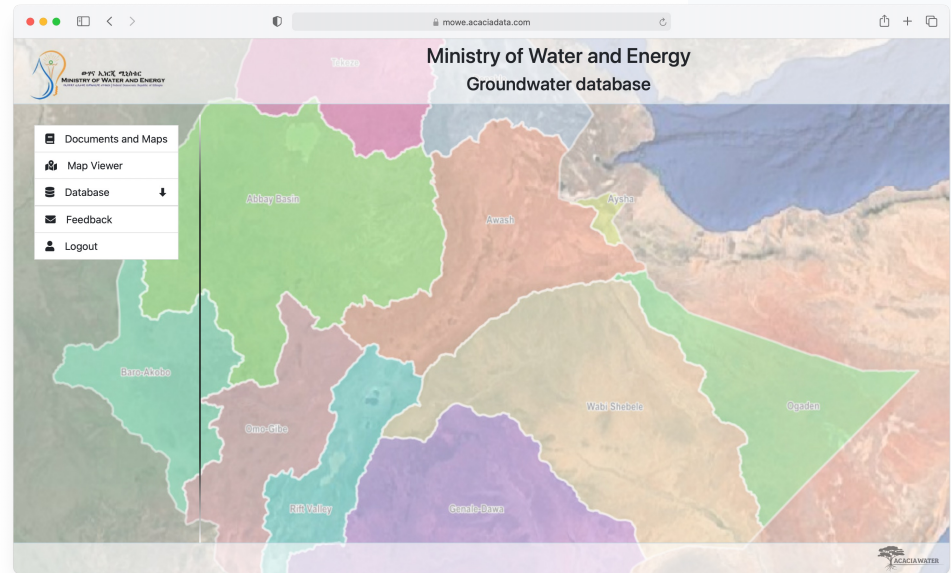 mowe.acaciadata.com
Ministry of Water and Energy
Groundwater database
MINISTRY OF WATER AND ENERGY
Documents and Maps
Map Viewer
Database
Feedback
Logout
Tekeze
Abbay Basin
Awash
Aysha
Baro-Akobo
Omo-Gibe
Wabi Shebele
Ogaden
Rift Valley
Genale-Dawa
ACACIAWATER